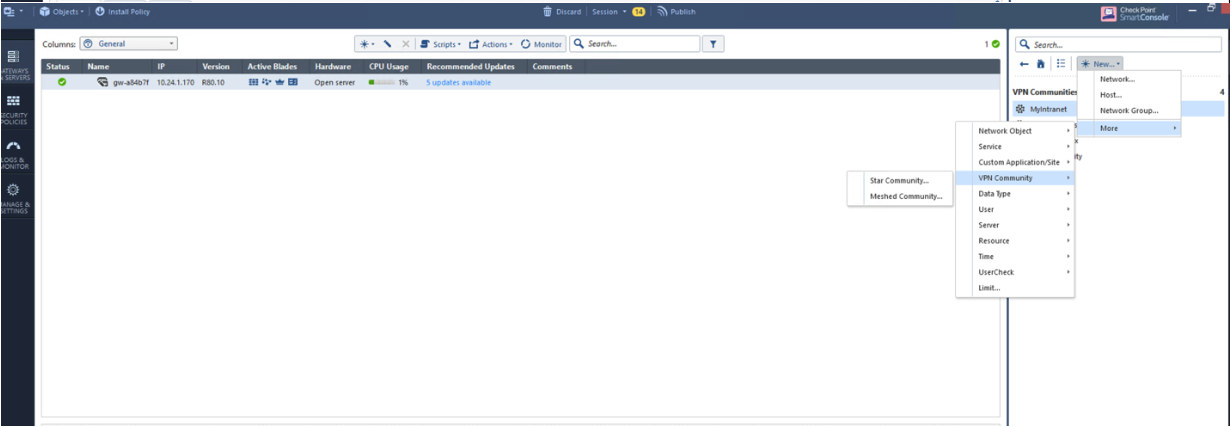 Objects Install Policy Discard Session 14 Publish Check Point SmartConsole
Columns: General Scripts Actions Monitor Search... 1
Search...
New...
GATEWAYS & SERVERS
Status Name IP Version Active Blades Hardware CPU Usage Recommended Updates Comments
gw-a84b7f 10.24.1.170 R80.10 Open server 1% 5 updates available
SECURITY POLICIES
LOGS & MONITOR
MANAGE & SETTINGS
VPN Communities 4
MyIntranet
Network...
Host...
Network Group...
More
Network Object
Service
Custom Application/Site
VPN Community
Data Type
User
Server
Resource
Time
UserCheck
Limit...
Star Community...
Meshed Community...